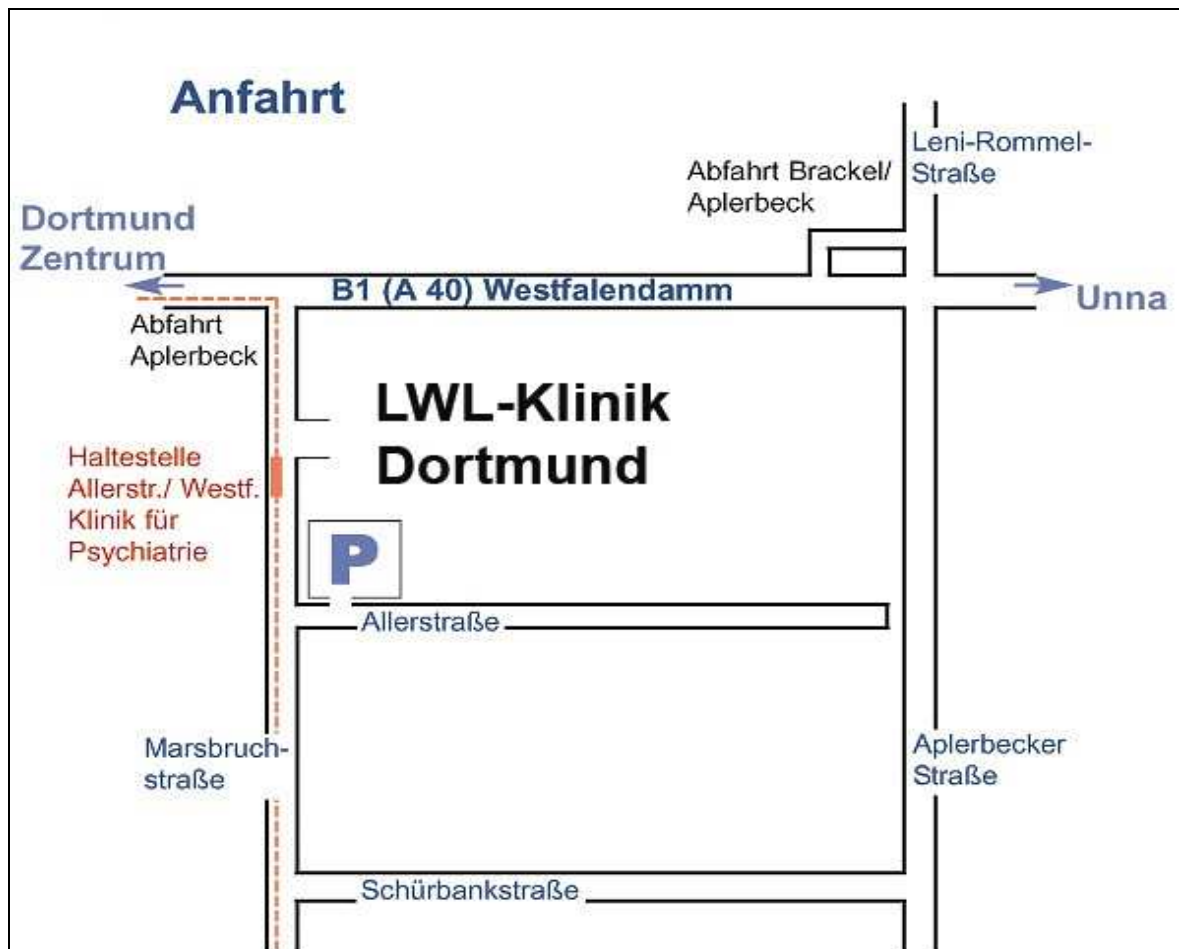 Anfahrt
Leni-Rommel-
Straße
Abfahrt Brackel/
Aplerbeck
Dortmund
Zentrum
B1 (A 40) Westfalendamm
Unna
Abfahrt
Aplerbeck
LWL-Klinik
Dortmund
Haltestelle
Allerstr./ Westf.
Klinik für
Psychiatrie
P
Allerstraße
Marsbruch-
straße
Aplerbecker
Straße
Schürbankstraße